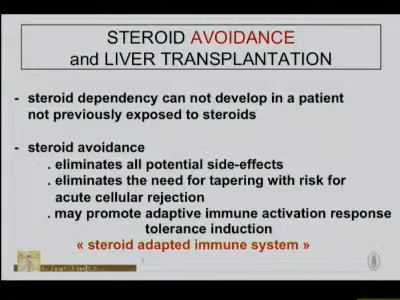 STEROID AVOIDANCE
and LIVER TRANSPLANTATION
- steroid dependency can not develop in a patient
not previously exposed to steroids
- steroid avoidance
. eliminates all potential side-effects
. eliminates the need for tapering with risk for
acute cellular rejection
. may promote adaptive immune activation response
tolerance induction
« steroid adapted immune system »